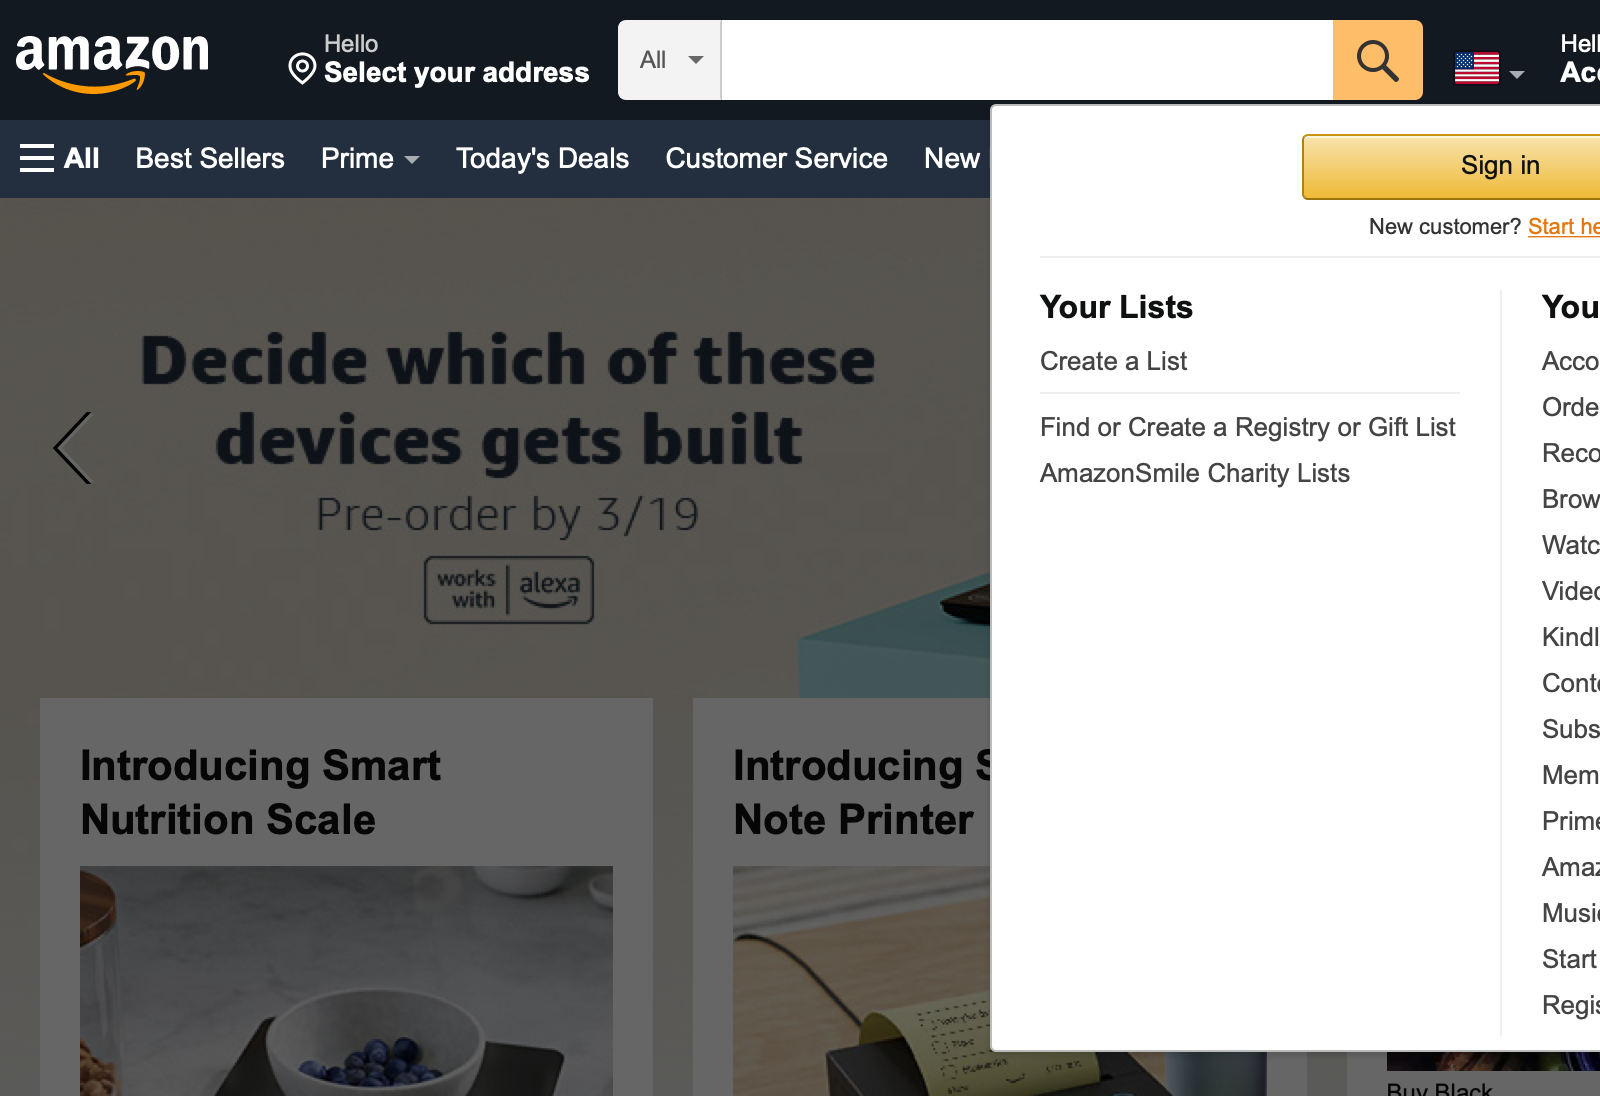 amazon
Hello
Select your address
All
Hell
Acc
All
Best Sellers
Prime
Today's Deals
Customer Service
New
Sign in
New customer? Start he
Your Lists
Create a List
Find or Create a Registry or Gift List
AmazonSmile Charity Lists
You
Acco
Orde
Reco
Brow
Watc
Videc
Kindl
Conte
Subs
Mem
Prime
Amaz
Music
Start
Regis
Decide which of these
devices gets built
Pre-order by 3/19
works
with
alexa
Introducing Smart
Nutrition Scale
Introducing S
Note Printer
Buy Black